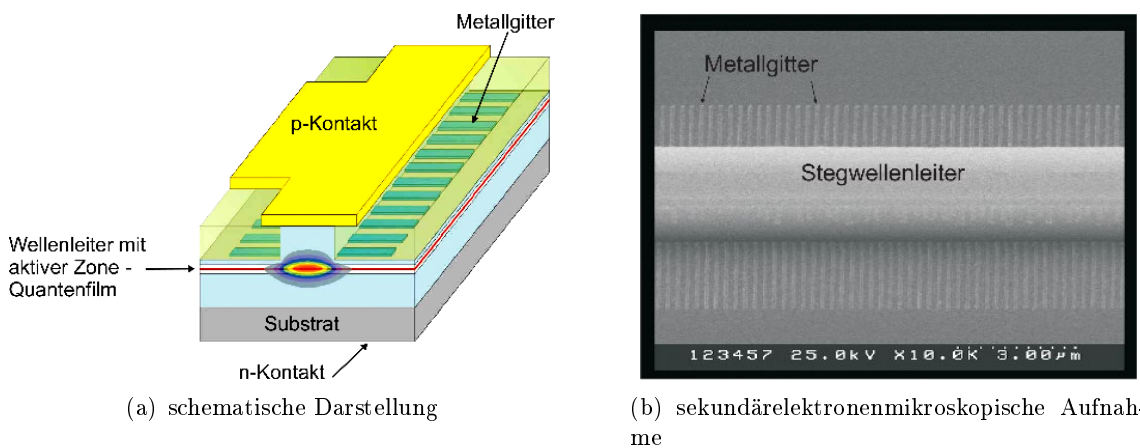 Metallgitter
p-Kontakt
Wellenleiter mit
aktiver Zone -
Quantenfilm
Substrat
n-Kontakt
(a) schematische Darstellung
Metallgitter
Stegwellenleiter
123457 25.0kV X10.0K 3.00µm
(b) sekundärelektronenmikroskopische Aufnah-
me